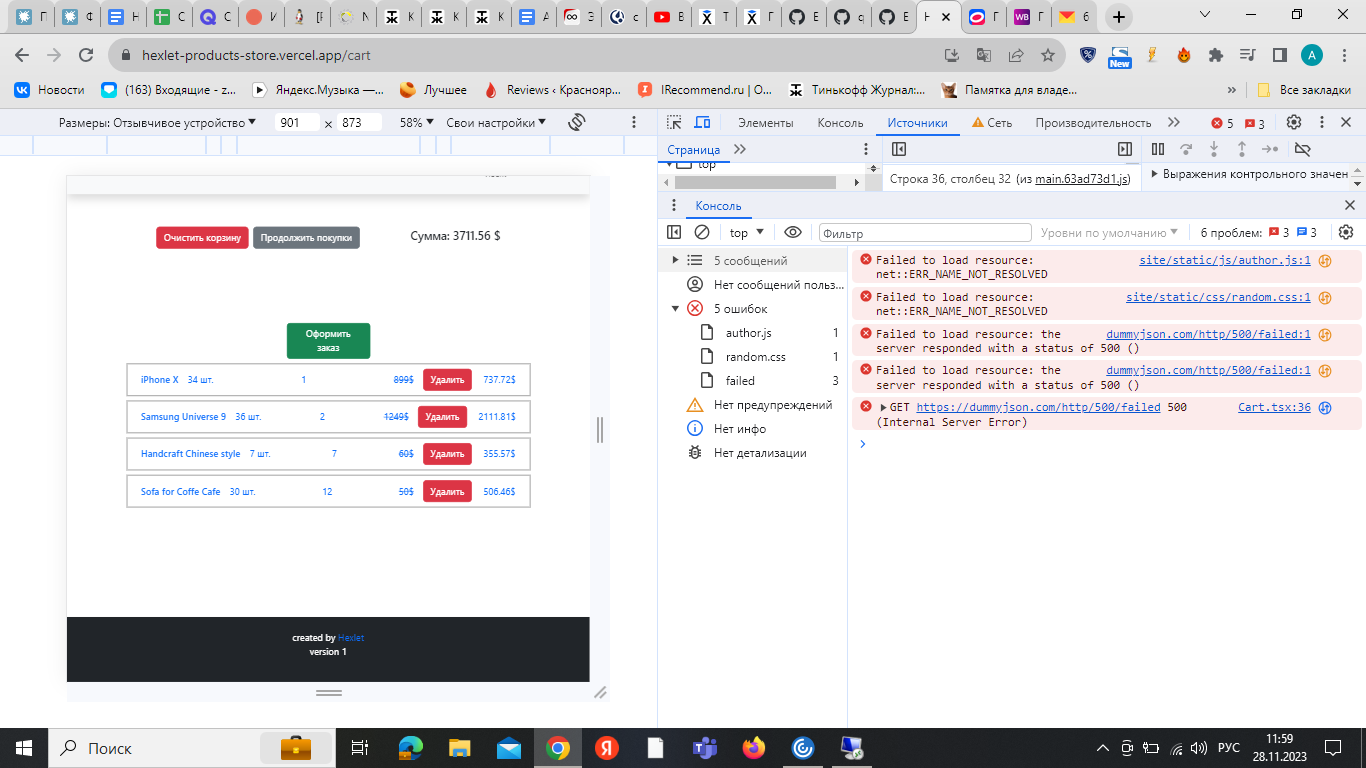 П
Ф
Н
С
С
О
И
[Р
N
К
К
К
А
Э
с
В
Т
Г
Е
q
Е
Н
Г
Г
6
hexlet-products-store.vercel.app/cart
New
А
Новости
(163) Входящие - z...
Яндекс.Музыка —...
Лучшее
Reviews ‹ Краснояр...
IRecommend.ru | О...
Тинькофф Журнал:...
Памятка для владе...
»
Все закладки
Размеры: Отзывчивое устройство
901 × 873
58%
Свои настройки
Элементы
Консоль
Источники
Сеть
Производительность
»
5
3
Страница
»
top
Строка 36, столбец 32 (из main.63ad73d1.js)
Выражения контрольного значен
Консоль
top
Фильтр
Уровни по умолчанию
6 проблем: 3 3
Очистить корзину
Продолжить покупки
Сумма: 3711.56 $
Оформить
заказ
iPhone X 34 шт. 1 899$ Удалить 737.72$
Samsung Universe 9 36 шт. 2 1249$ Удалить 2111.81$
Handcraft Chinese style 7 шт. 7 60$ Удалить 355.57$
Sofa for Coffe Cafe 30 шт. 12 50$ Удалить 506.46$
created by Hexlet
version 1
5 сообщений
Нет сообщений польз...
5 ошибок
author.js 1
random.css 1
failed 3
Нет предупреждений
Нет инфо
Нет детализации
Failed to load resource: site/static/js/author.js:1
net::ERR_NAME_NOT_RESOLVED
Failed to load resource: site/static/css/random.css:1
net::ERR_NAME_NOT_RESOLVED
Failed to load resource: the dummyjson.com/http/500/failed:1
server responded with a status of 500 ()
Failed to load resource: the dummyjson.com/http/500/failed:1
server responded with a status of 500 ()
GET https://dummyjson.com/http/500/failed 500 Cart.tsx:36
(Internal Server Error)
Поиск
РУС
11:59
28.11.2023